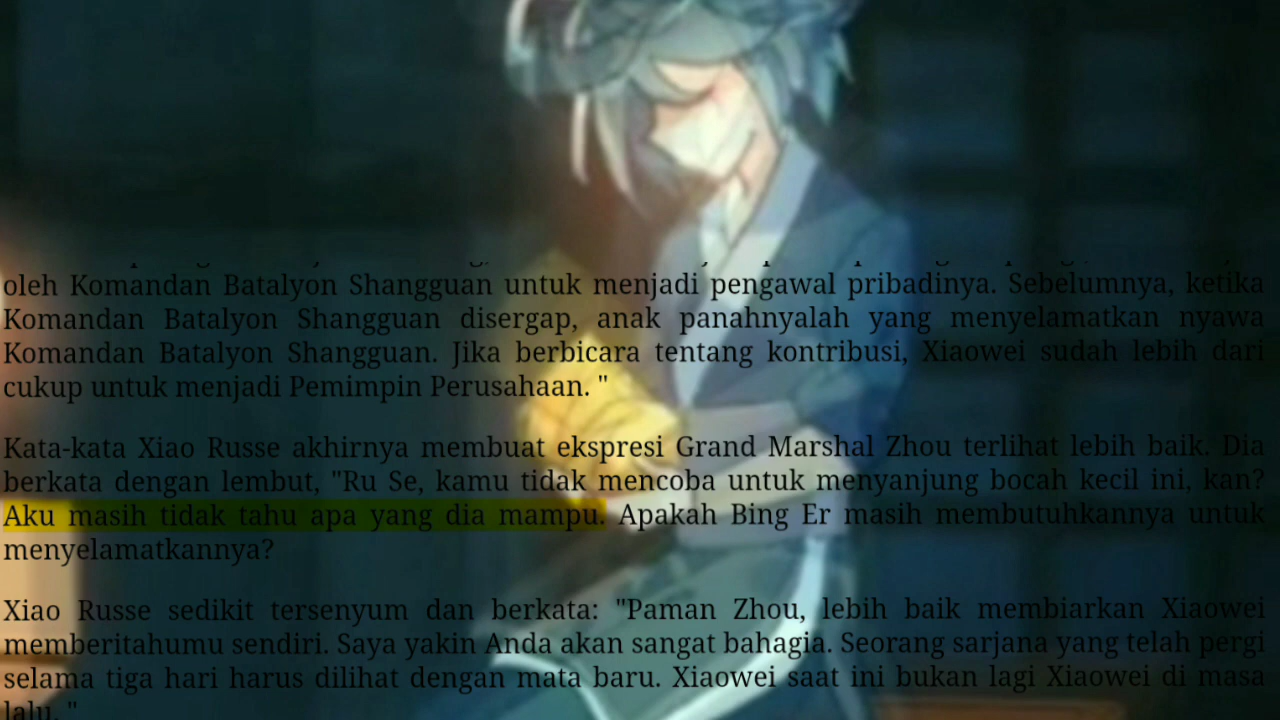 oleh Komandan Batalyon Shangguan untuk menjadi pengawal pribadinya. Sebelumnya, ketika
Komandan Batalyon Shangguan disergap, anak panahnyalah yang menyelamatkan nyawa
Komandan Batalyon Shangguan. Jika berbicara tentang kontribusi, Xiaowei sudah lebih dari
cukup untuk menjadi Pemimpin Perusahaan. "
Kata-kata Xiao Russe akhirnya membuat ekspresi Grand Marshal Zhou terlihat lebih baik. Dia
berkata dengan lembut, "Ru Se, kamu tidak mencoba untuk menyanjung bocah kecil ini, kan?
Aku masih tidak tahu apa yang dia mampu. Apakah Bing Er masih membutuhkannya untuk
menyelamatkannya?
Xiao Russe sedikit tersenyum dan berkata: "Paman Zhou, lebih baik membiarkan Xiaowei
memberitahumu sendiri. Saya yakin Anda akan sangat bahagia. Seorang sarjana yang telah pergi
selama tiga hari harus dilihat dengan mata baru. Xiaowei saat ini bukan lagi Xiaowei di masa
lalu. "